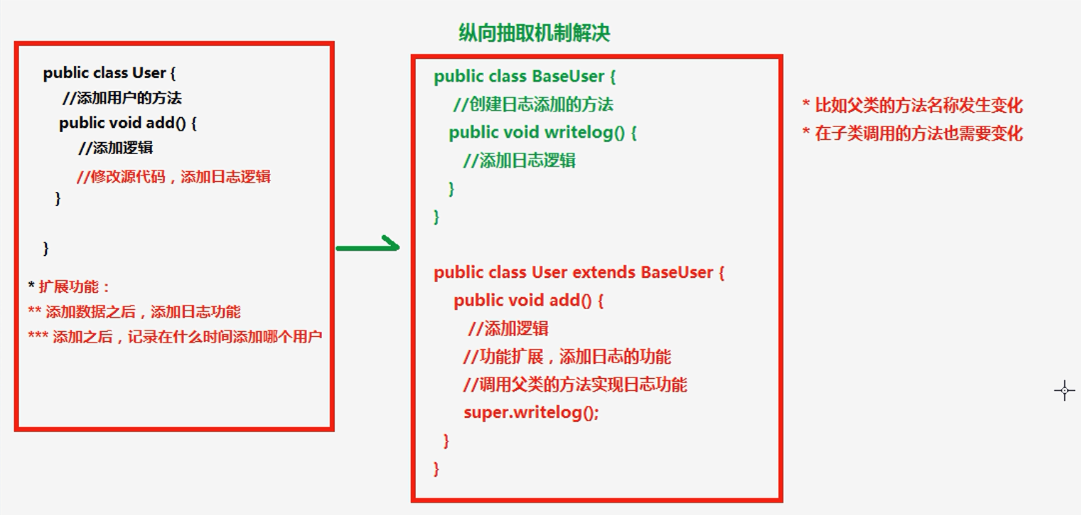 纵向抽取机制解决
public class User {
//添加用户的方法
public void add() {
//添加逻辑
//修改源代码，添加日志逻辑
}
}
* 扩展功能：
** 添加数据之后，添加日志功能
*** 添加之后，记录在什么时间添加哪个用户
public class BaseUser {
//创建日志添加的方法
public void writelog() {
//添加日志逻辑
}
}
public class User extends BaseUser {
public void add() {
//添加逻辑
//功能扩展，添加日志的功能
//调用父类的方法实现日志功能
super.writelog();
}
}
* 比如父类的方法名称发生变化
* 在子类调用的方法也需要变化